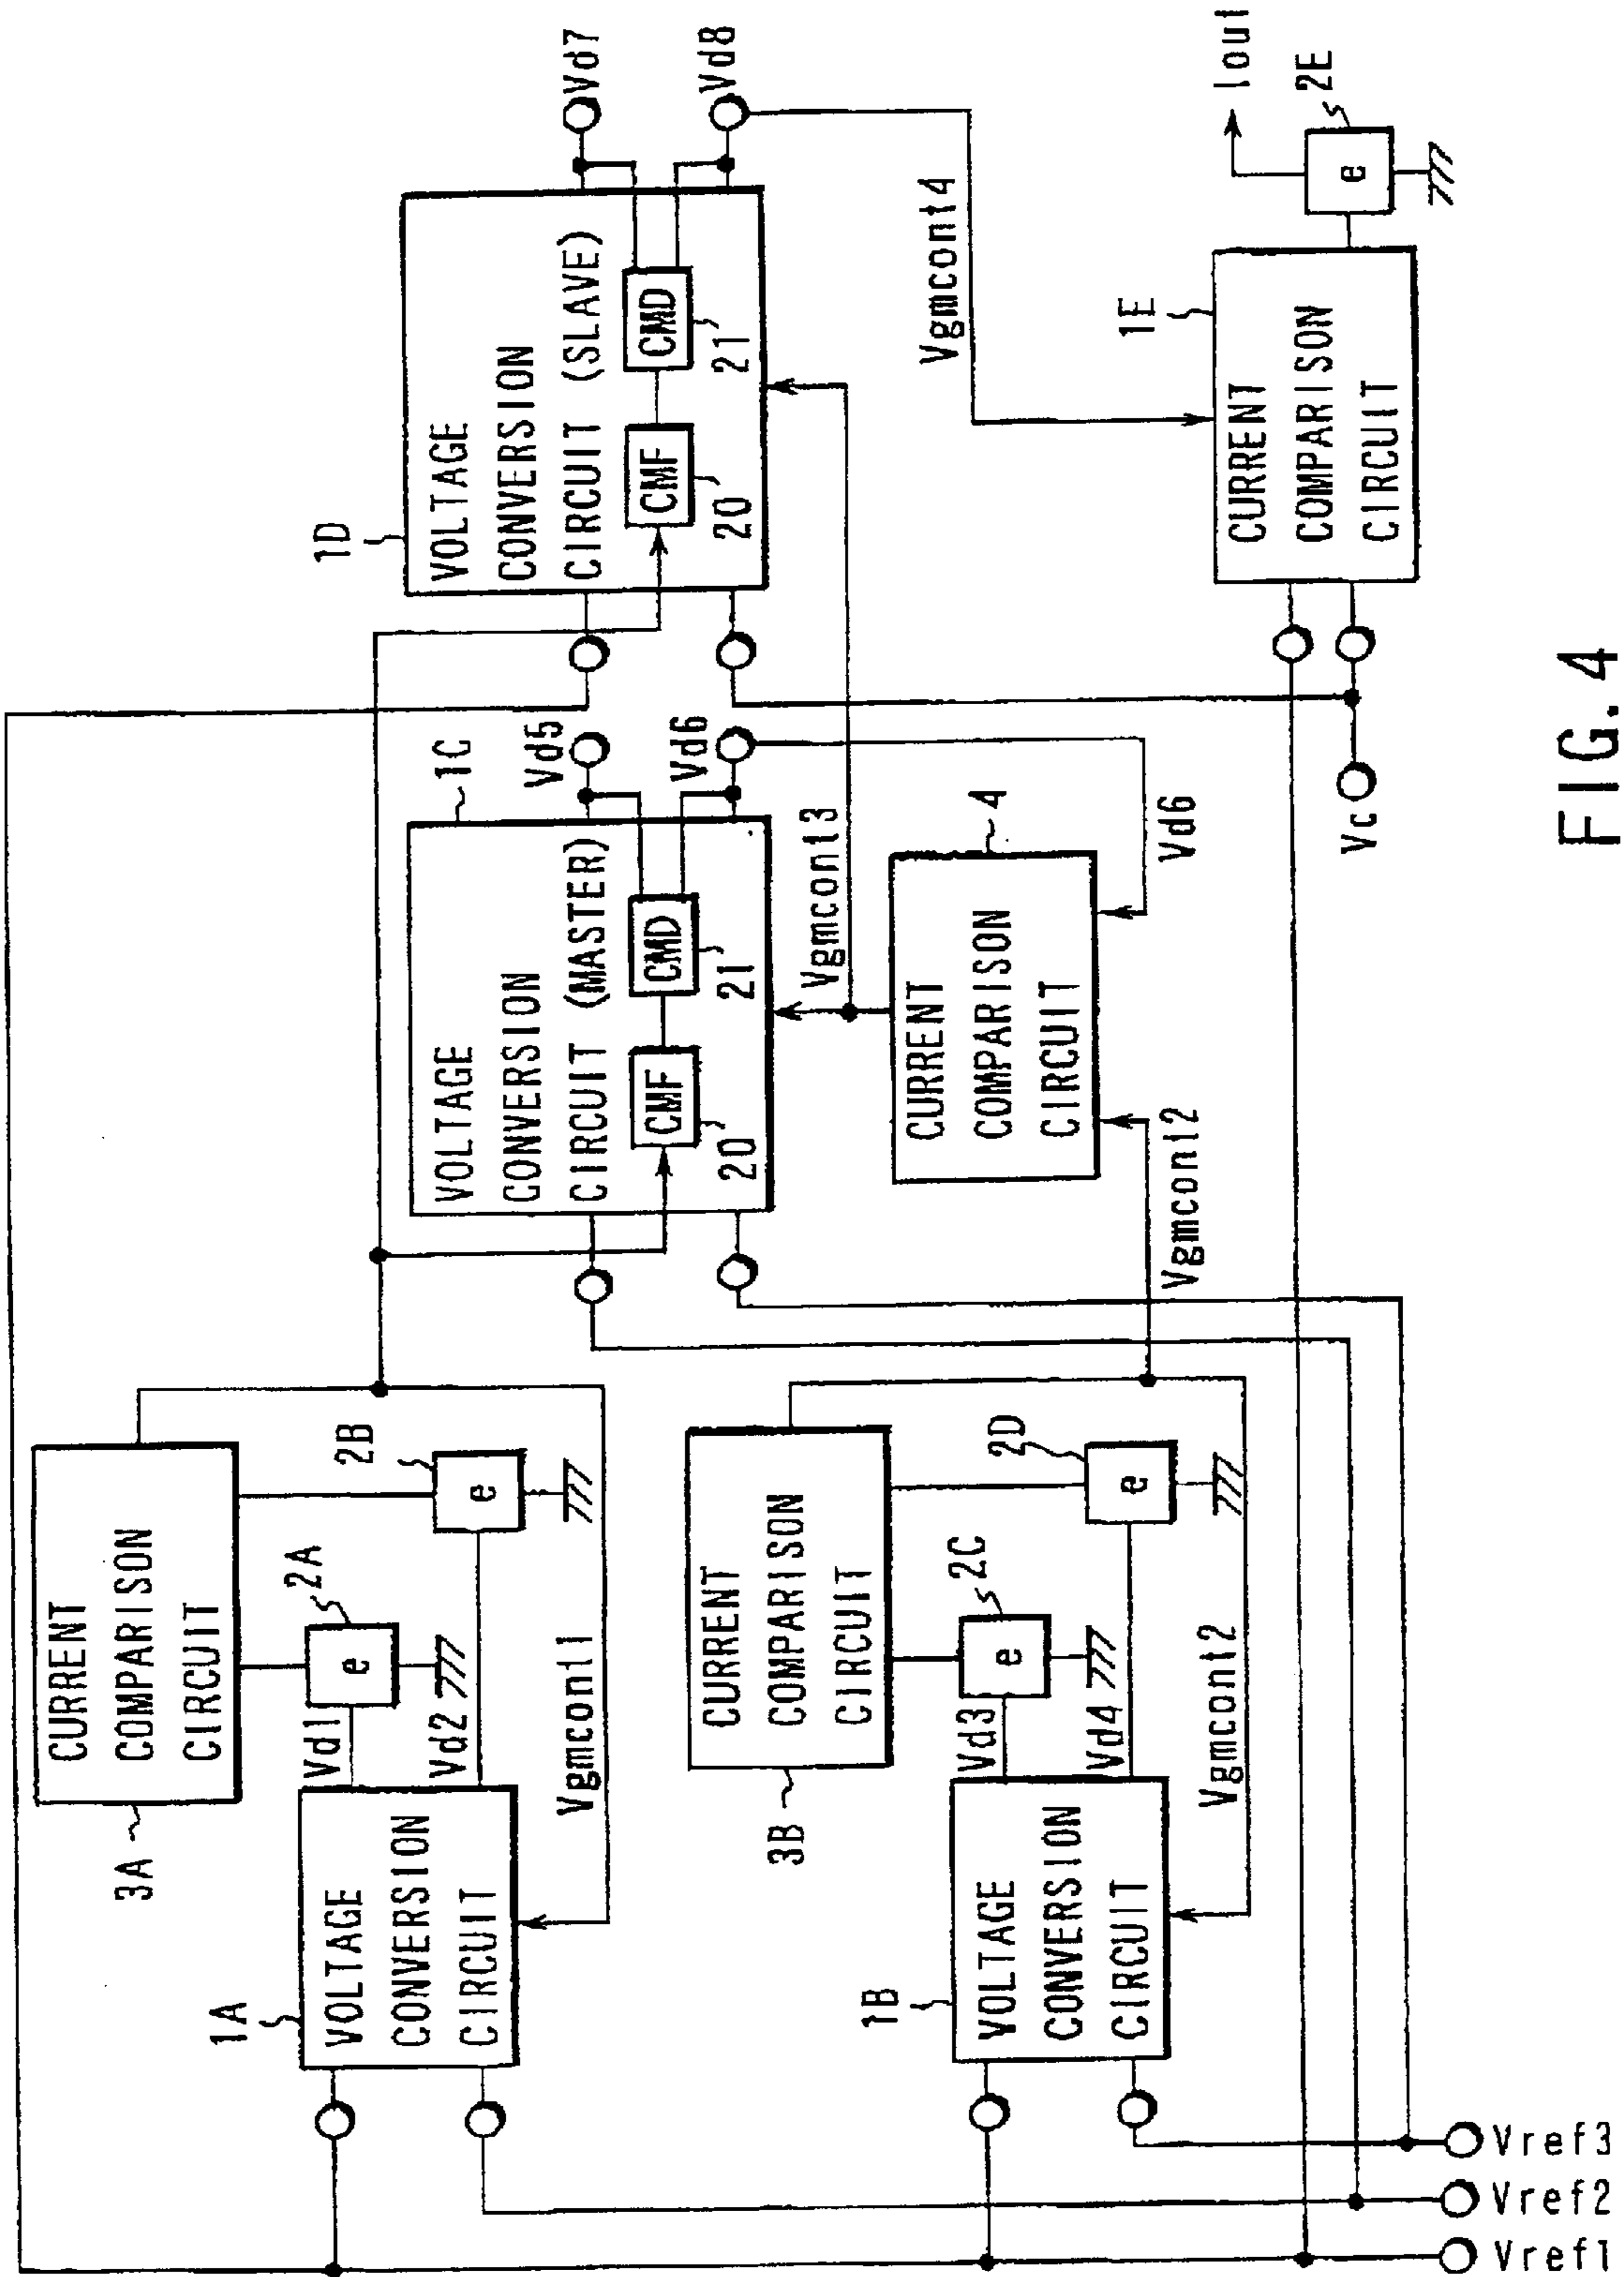 3A
CURRENT
COMPARISON
CIRCUIT
2A
e
2B
e
Vd1
Vd2
1A
VOLTAGE
CONVERSION
CIRCUIT
Vgmcont1
3B
CURRENT
COMPARISON
CIRCUIT
2C
e
2D
e
Vd3
Vd4
1B
VOLTAGE
CONVERSION
CIRCUIT
Vgmcont2
Vgmcont2
Vref3
Vref2
Vref1
1C
VOLTAGE
CONVERSION
CIRCUIT (MASTER)
CMF
CMD
20
21
Vd5
Vd6
Vgmcont3
4
CURRENT
COMPARISON
CIRCUIT
Vd6
1D
VOLTAGE
CONVERSION
CIRCUIT (SLAVE)
CMF
CMD
20
21
Vd7
Vd8
Vgmcont4
1E
CURRENT
COMPARISON
CIRCUIT
Vc
2E
e
Iout
FIG. 4